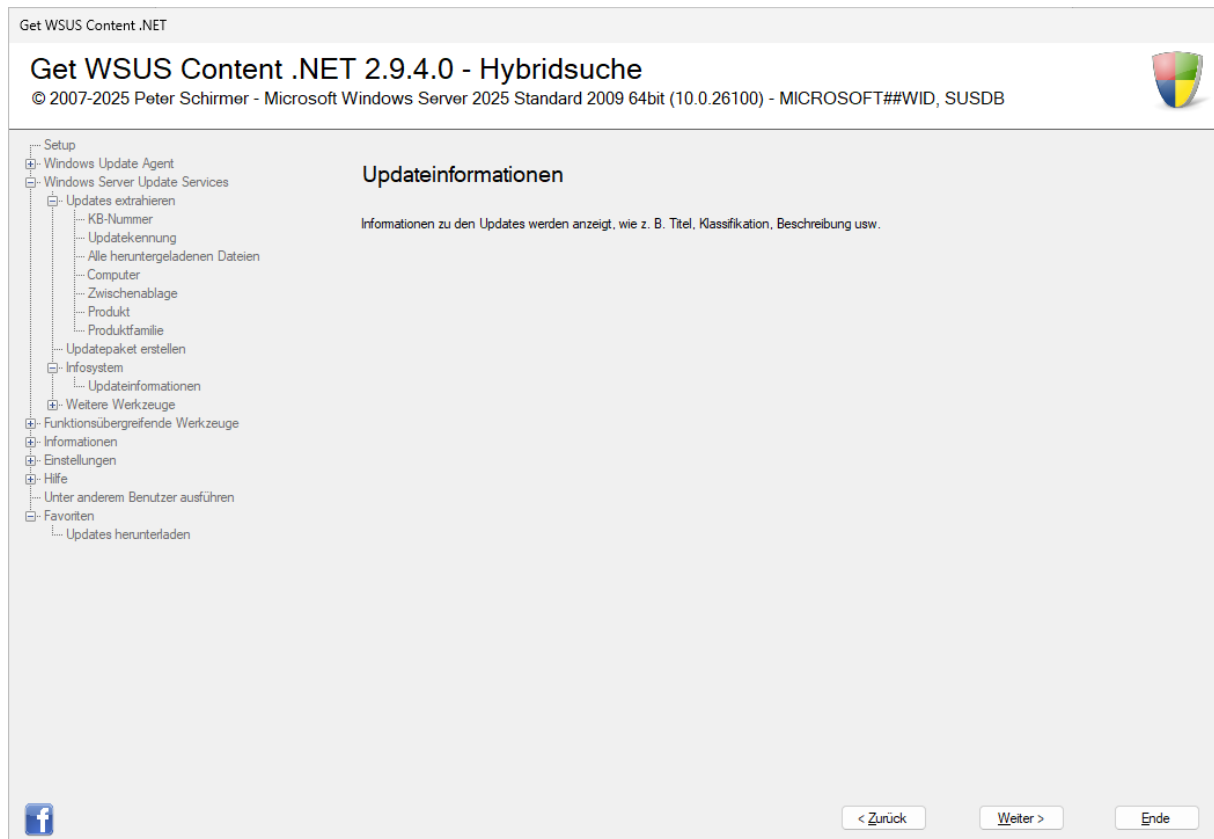 Get WSUS Content .NET
Get WSUS Content .NET 2.9.4.0 - Hybridsuche
© 2007-2025 Peter Schirmer - Microsoft Windows Server 2025 Standard 2009 64bit (10.0.26100) - MICROSOFT##WID, SUSDB
Setup
Windows Update Agent
Windows Server Update Services
Updates extrahieren
KB-Nummer
Updatekennung
Alle heruntergeladenen Dateien
Computer
Zwischenablage
Produkt
Produktfamilie
Updatepaket erstellen
Infosystem
Updateinformationen
Weitere Werkzeuge
Funktionsübergreifende Werkzeuge
Informationen
Einstellungen
Hilfe
Unter anderem Benutzer ausführen
Favoriten
Updates herunterladen
Updateinformationen
Informationen zu den Updates werden anzeigt, wie z. B. Titel, Klassifikation, Beschreibung usw.
f
< Zurück
Weiter >
Ende